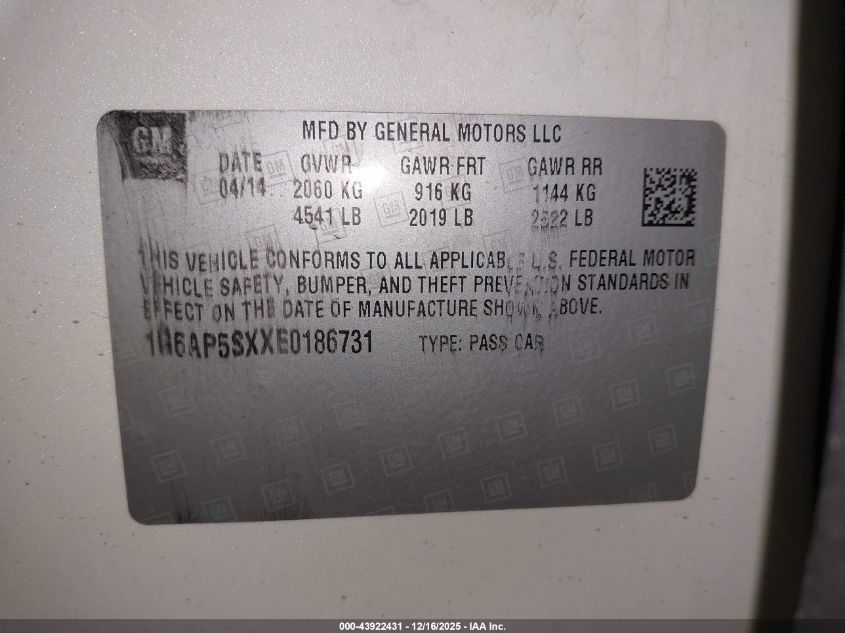 GM
MFD BY GENERAL MOTORS LLC
DATE GVWR GAWR FRT GAWR RR
04/14 2060 KG 916 KG 1144 KG
4541 LB 2019 LB 2522 LB
THIS VEHICLE CONFORMS TO ALL APPLICABLE U.S. FEDERAL MOTOR
VEHICLE SAFETY, BUMPER, AND THEFT PREVENTION STANDARDS IN
EFFECT ON THE DATE OF MANUFACTURE SHOWN ABOVE.
1G6AP5SXXE0186731 TYPE: PASS CAR
000-43922431 - 12/16/2025 - IAA Inc.